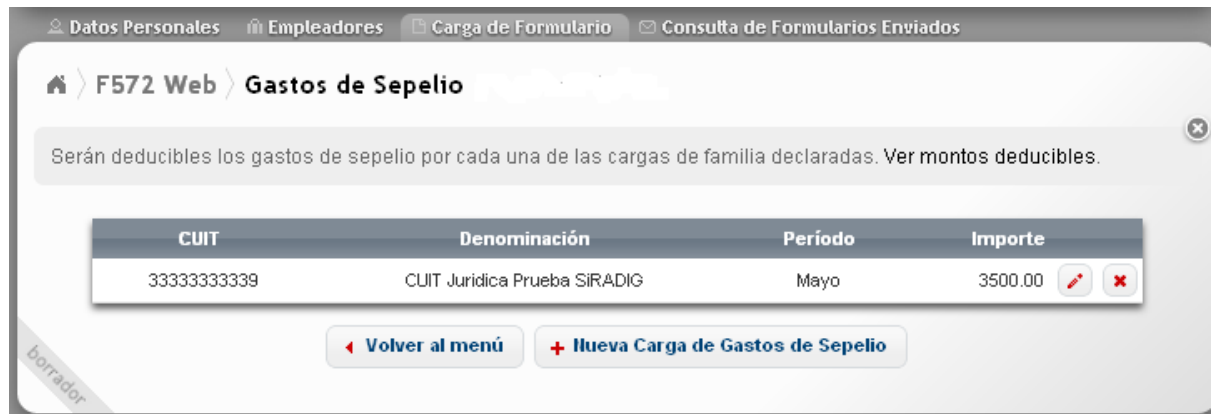 Datos Personales Empleadores Carga de Formulario Consulta de Formularios Enviados
F572 Web Gastos de Sepelio
Serán deducibles los gastos de sepelio por cada una de las cargas de familia declaradas. Ver montos deducibles.
CUIT Denominación Período Importe
33333333339 CUIT Juridica Prueba SiRADIG Mayo 3500.00
Volver al menú + Nueva Carga de Gastos de Sepelio
borrador